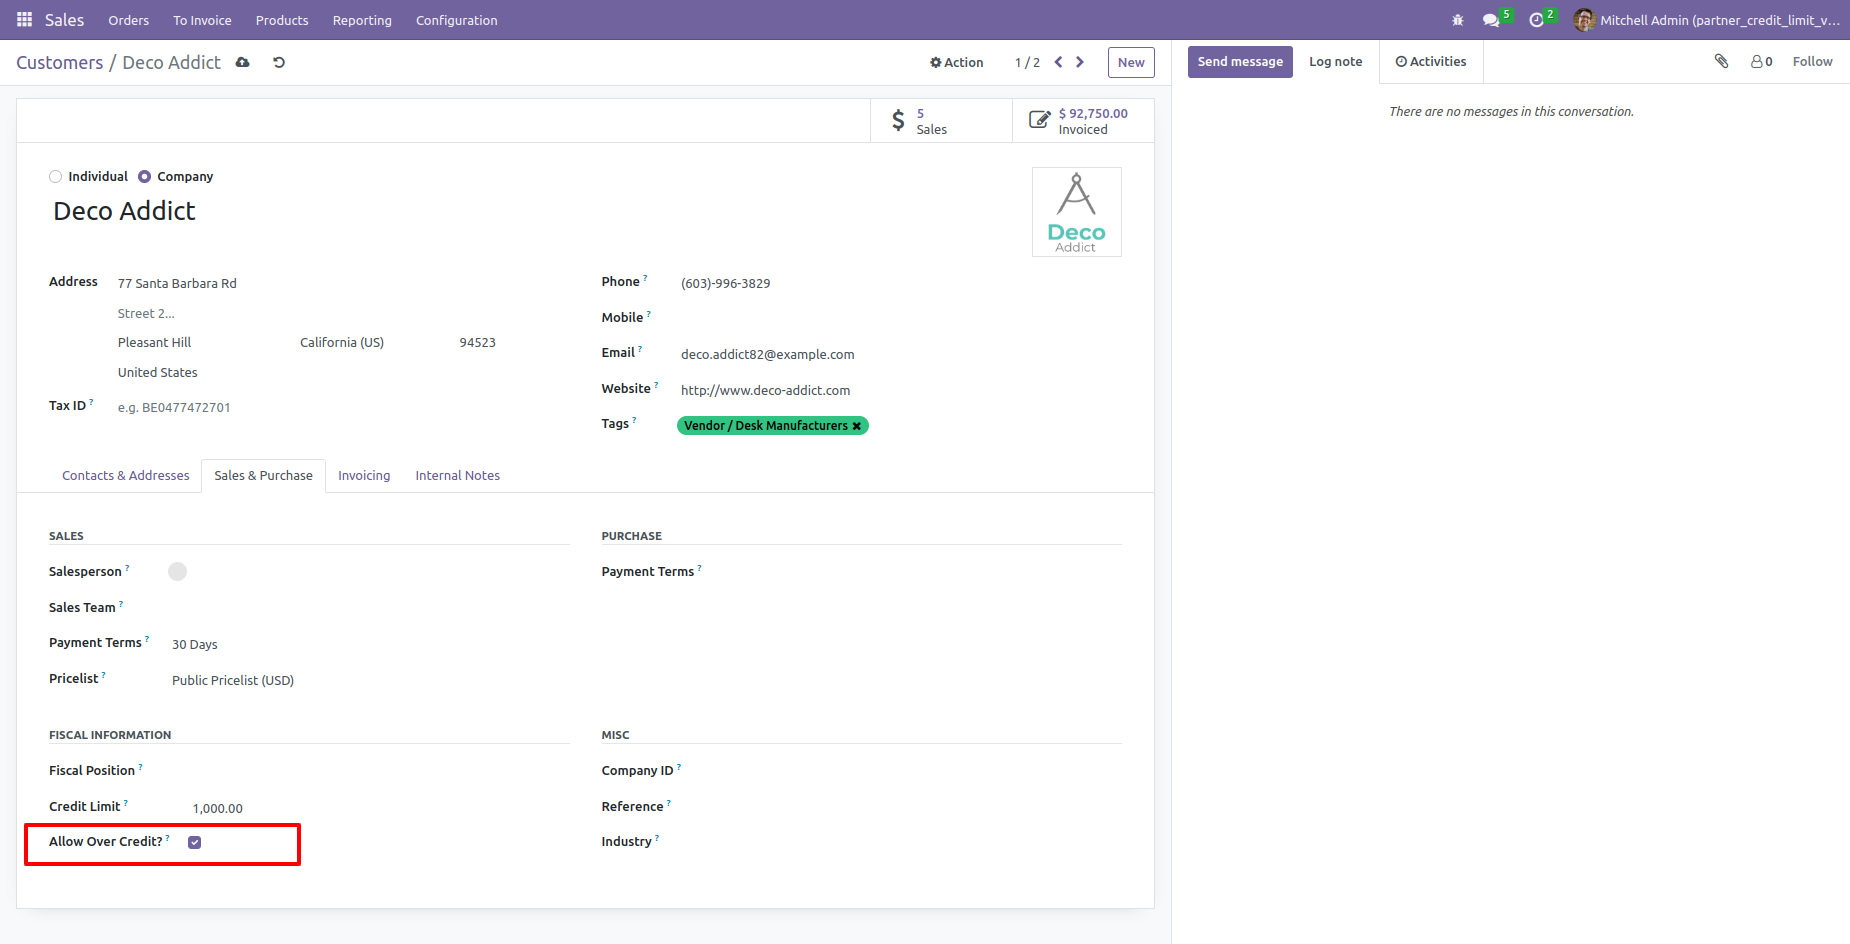 Sales Orders To Invoice Products Reporting Configuration 5 2 Mitchell Admin (partner_credit_limit_v...
Customers / Deco Addict Action 1 / 2 New Send message Log note Activities 0 Follow
There are no messages in this conversation.
5 Sales
$ 92,750.00 Invoiced
Individual Company
Deco Addict
Deco
Addict
Address 77 Santa Barbara Rd
Street 2...
Pleasant Hill California (US) 94523
United States
Tax ID ? e.g. BE0477472701
Phone ? (603)-996-3829
Mobile ?
Email ? deco.addict82@example.com
Website ? http://www.deco-addict.com
Tags ? Vendor / Desk Manufacturers
Contacts & Addresses Sales & Purchase Invoicing Internal Notes
SALES
Salesperson ?
Sales Team ?
Payment Terms ? 30 Days
Pricelist ? Public Pricelist (USD)
PURCHASE
Payment Terms ?
FISCAL INFORMATION
Fiscal Position ?
Credit Limit ? 1,000.00
Allow Over Credit? ?
MISC
Company ID ?
Reference ?
Industry ?